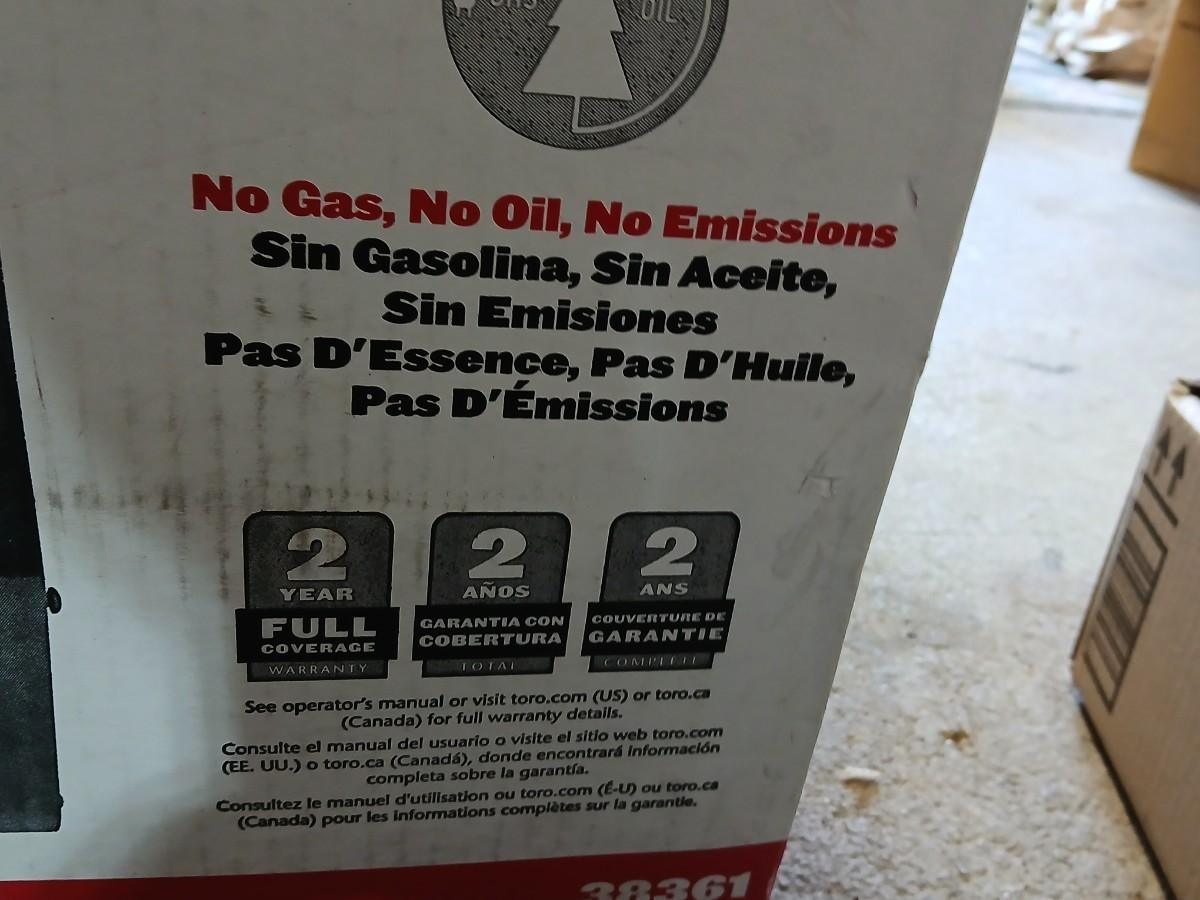 GAS OIL
No Gas, No Oil, No Emissions
Sin Gasolina, Sin Aceite,
Sin Emisiones
Pas D'Essence, Pas D'Huile,
Pas D'Émissions
2
YEAR
FULL
COVERAGE
WARRANTY
2
AÑOS
GARANTIA CON
COBERTURA
TOTAL
2
ANS
COUVERTURE DE
GARANTIE
COMPLETE
See operator's manual or visit toro.com (US) or toro.ca
(Canada) for full warranty details.
Consulte el manual del usuario o visite el sitio web toro.com
(EE. UU.) o toro.ca (Canadá), donde encontrará información
completa sobre la garantía.
Consultez le manuel d'utilisation ou toro.com (É-U) ou toro.ca
(Canada) pour les informations complètes sur la garantie.
38361